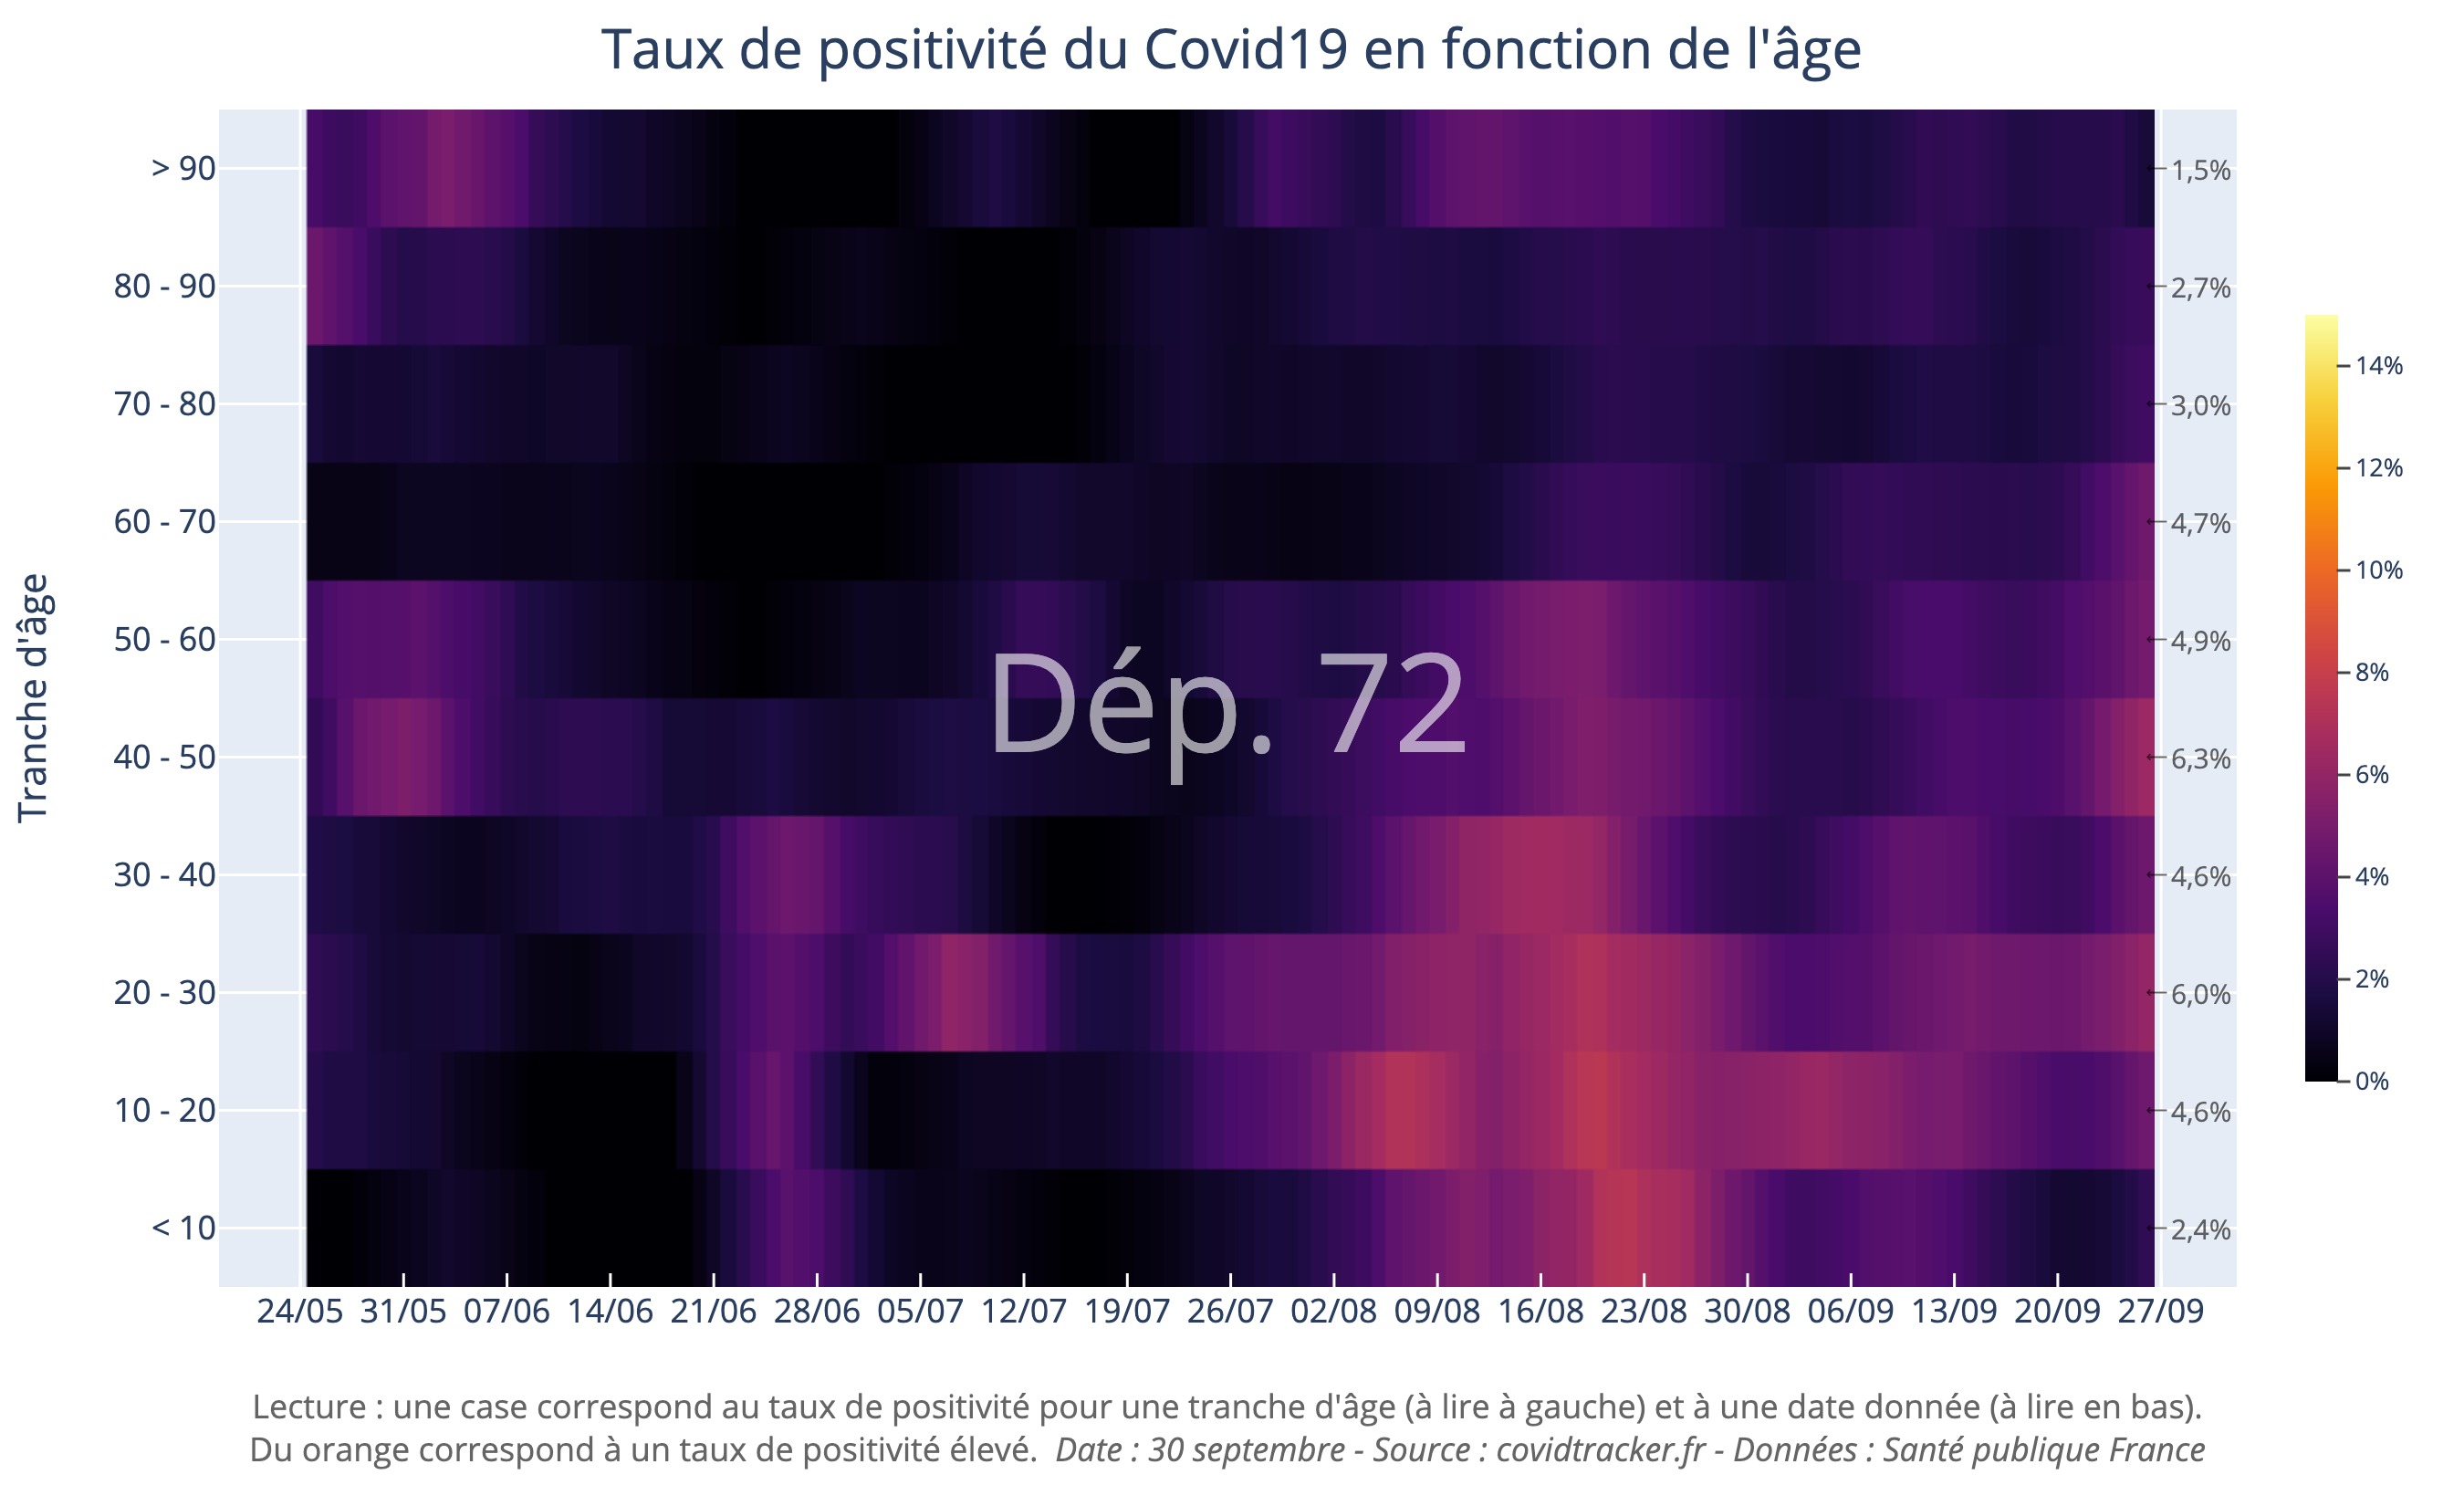 Taux de positivité du Covid19 en fonction de l'âge
Tranche d'âge
> 90
80 - 90
70 - 80
60 - 70
50 - 60
40 - 50
30 - 40
20 - 30
10 - 20
< 10
Dép. 72
1,5%
2,7%
3,0%
4,7%
4,9%
6,3%
4,6%
6,0%
4,6%
2,4%
14%
12%
10%
8%
6%
4%
2%
0%
24/05 31/05 07/06 14/06 21/06 28/06 05/07 12/07 19/07 26/07 02/08 09/08 16/08 23/08 30/08 06/09 13/09 20/09 27/09
Lecture : une case correspond au taux de positivité pour une tranche d'âge (à lire à gauche) et à une date donnée (à lire en bas).
Du orange correspond à un taux de positivité élevé. Date : 30 septembre - Source : covidtracker.fr - Données : Santé publique France